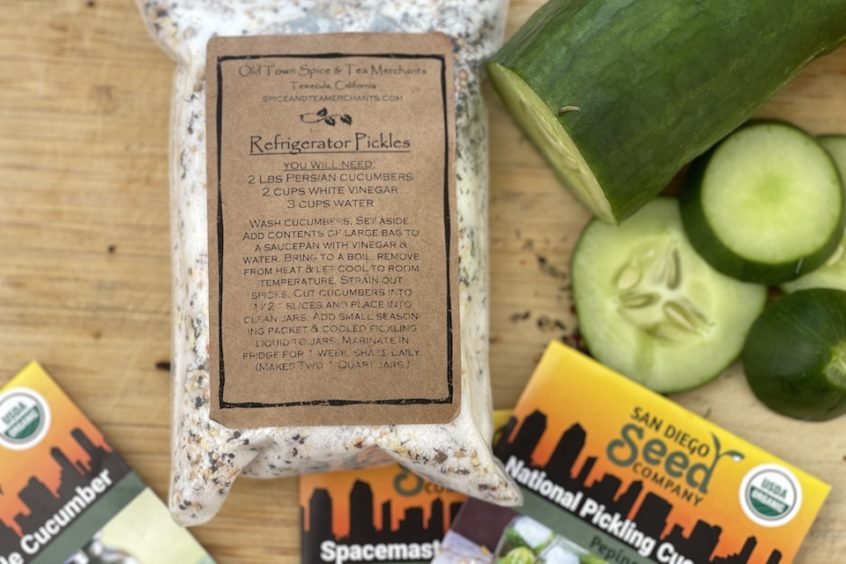 Old Town Spice & Tea Merchants
Temecula, California
spiceandteamerchants.com
Refrigerator Pickles
You will need:
2 lbs Persian cucumbers
2 cups white vinegar
3 cups water
Wash cucumbers. Set aside.
Add contents of large bag to
a saucepan with vinegar &
water. Bring to a boil. Remove
from heat & let cool to room
temperature. Strain out
spices. Cut cucumbers into
1/2" slices and place into
clean jars. Add small season-
ing packet & cooled pickling
liquid to jars. Marinate in
fridge for 1 week. Shake daily.
(Makes Two 1 Quart jars.)
USDA
ORGANIC
Cucumber
Spacemast
COMPANY
SAN DIEGO
Seed
COMPANY
USDA
ORGANIC
National Pickling Cu
Pepin